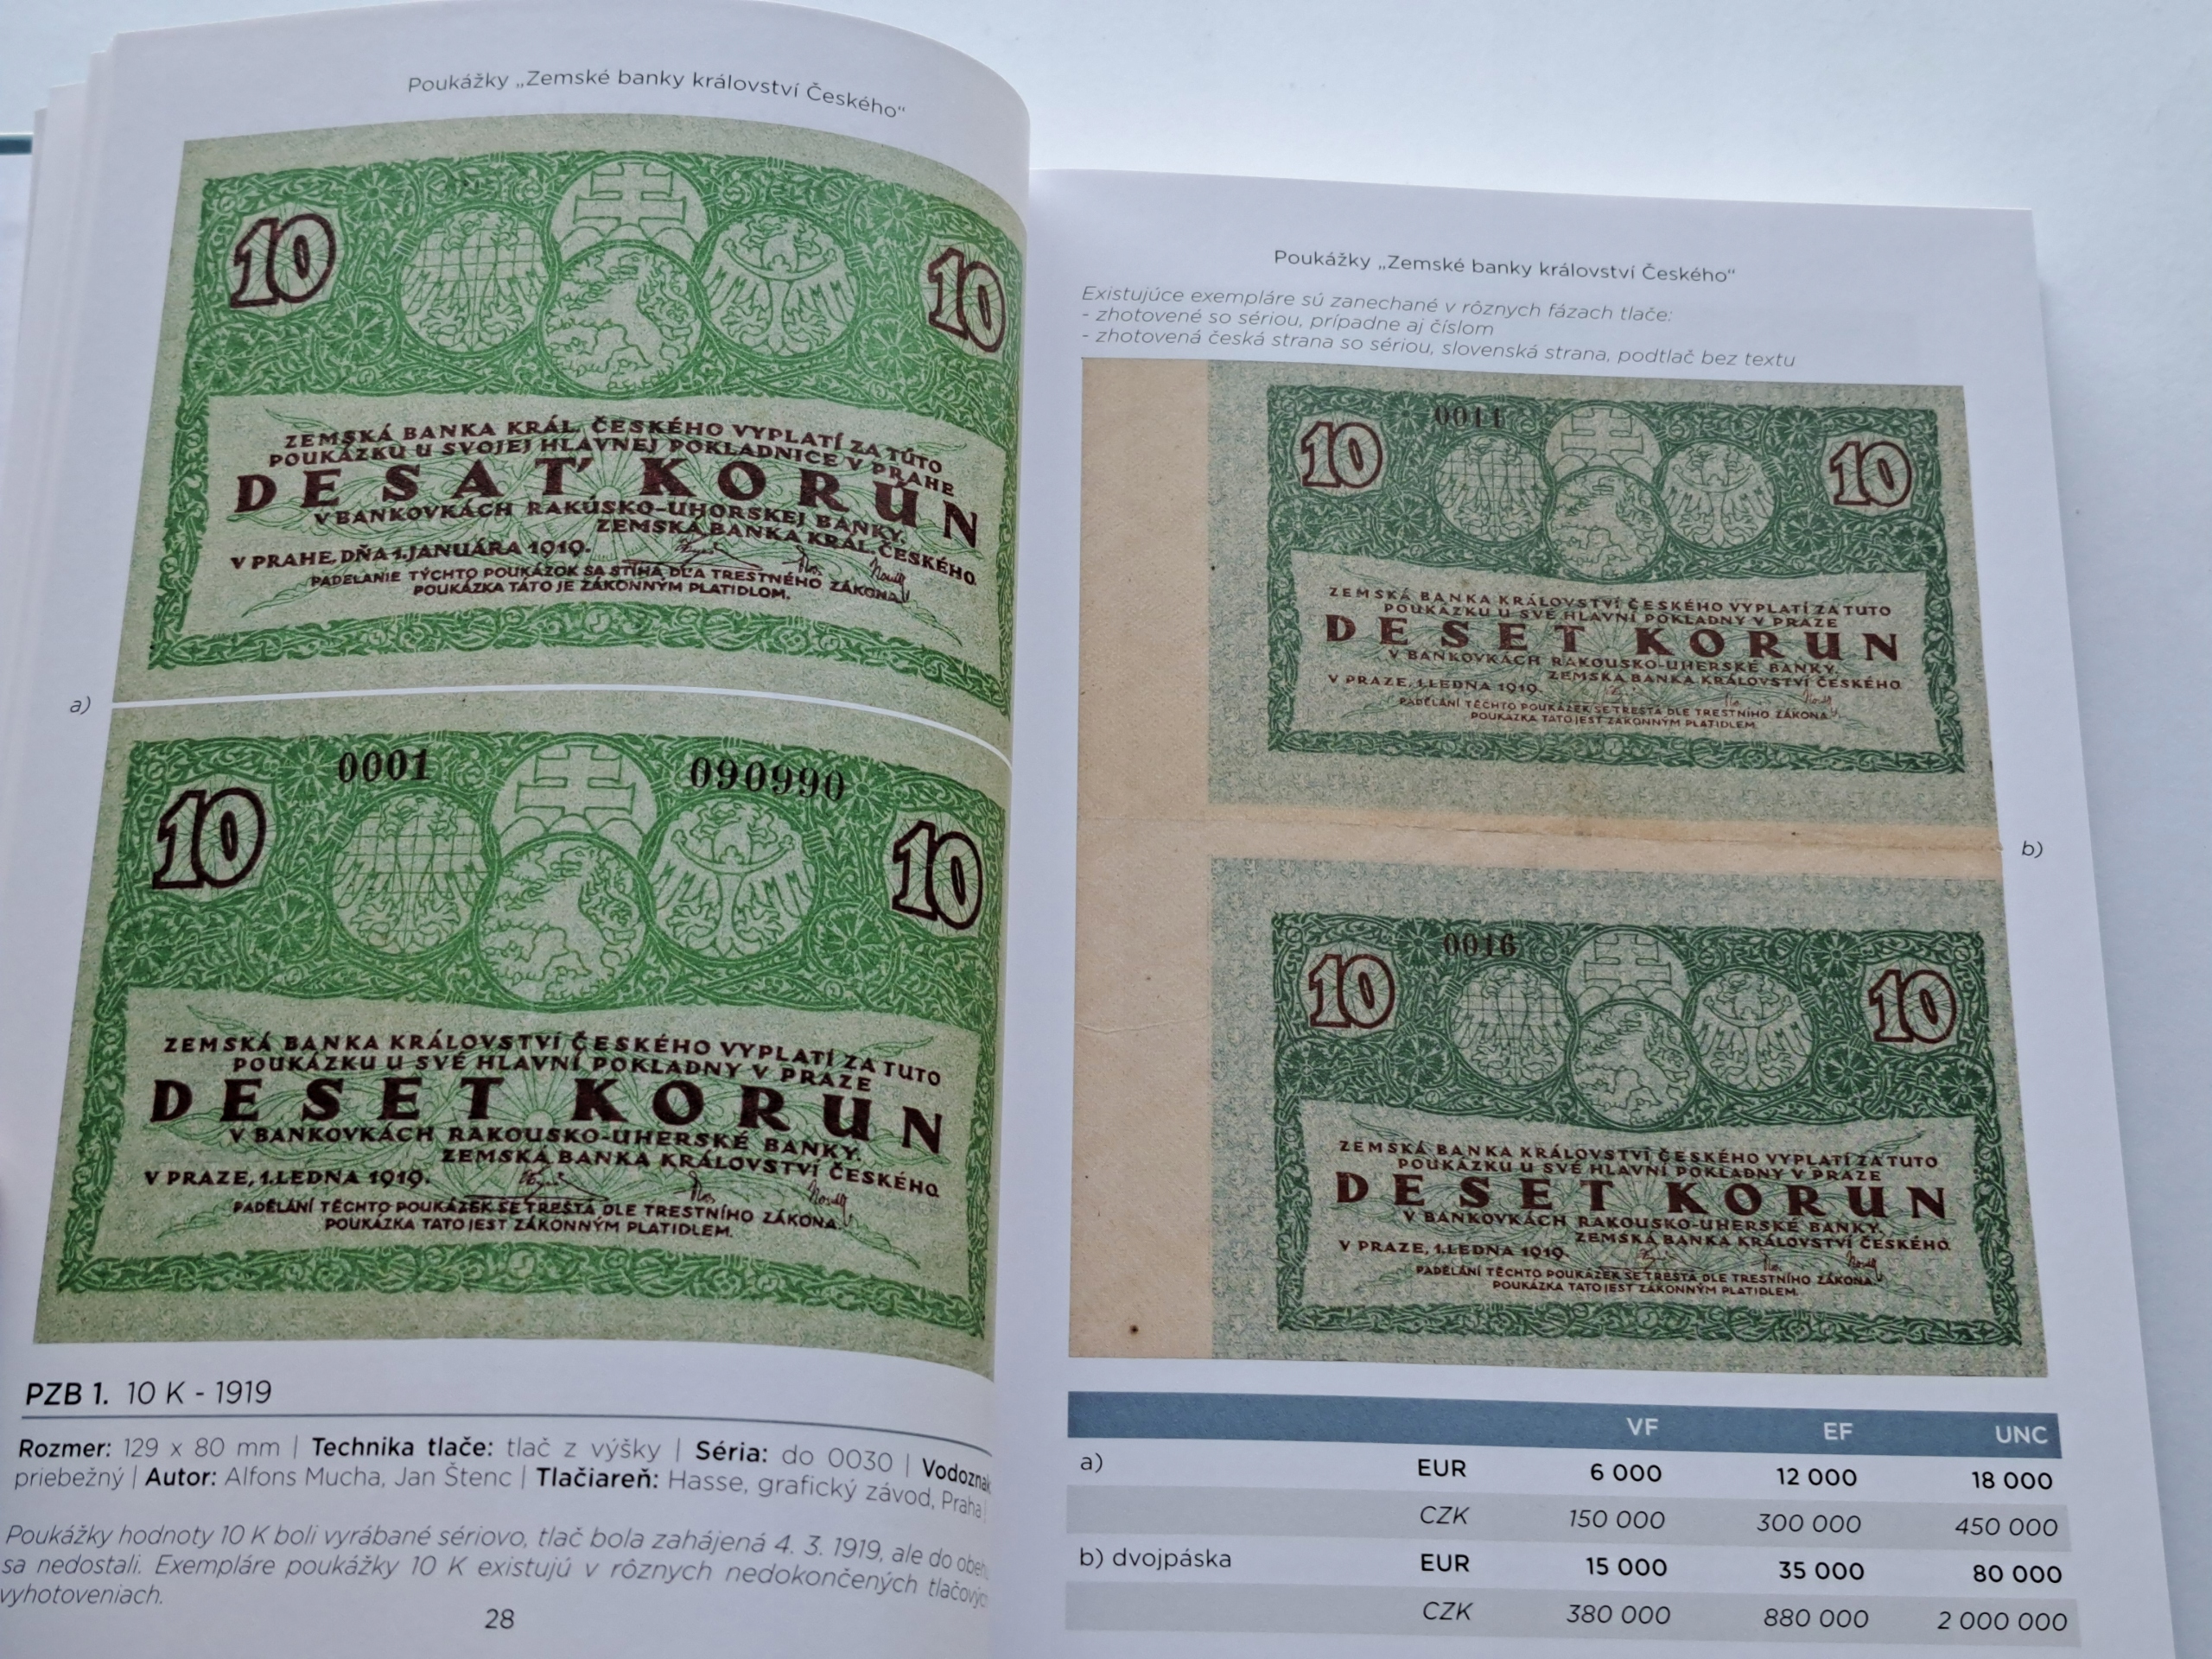 Poukážky „Zemské banky království Českého“
10
10
ZEMSKÁ BANKA KRÁL. ČESKÉHO VYPLATÍ ZA TÚTO
POUKÁZKU U SVOJEJ HLAVNEJ POKLADNICE V PRAHE
DESAŤ KORUN
V BANKOVKÁCH RAKÚSKO-UHORSKEJ BANKY.
ZEMSKÁ BANKA KRÁL. ČESKÉHO
V PRAHE, DŇA 1. JANUÁRA 1919.
PADELANIE TÝCHTO POUKÁZOK SA STÍHA DĽA TRESTNÉHO ZÁKONA.
POUKÁZKA TÁTO JE ZÁKONNÝM PLATIDLOM.
a)
0001
090990
10
10
ZEMSKÁ BANKA KRÁLOVSTVÍ ČESKÉHO VYPLATÍ ZA TUTO
POUKÁZKU U SVÉ HLAVNÍ POKLADNY V PRAZE
DESET KORUN
V BANKOVKÁCH RAKOUSKO-UHERSKÉ BANKY.
ZEMSKÁ BANKA KRÁLOVSTVÍ ČESKÉHO
V PRAZE, 1. LEDNA 1919.
PADĚLÁNÍ TĚCHTO POUKÁZEK SE TRESTÁ DLE TRESTNÍHO ZÁKONA.
POUKÁZKA TATO JEST ZÁKONNÝM PLATIDLEM.
PZB 1. 10 K - 1919
Rozmer: 129 x 80 mm | Technika tlače: tlač z výšky | Séria: do 0030 | Vodoznak
priebežný | Autor: Alfons Mucha, Jan Štenc | Tlačiareň: Hasse, grafický závod, Praha |
Poukážky hodnoty 10 K boli vyrábané sériovo, tlač bola zahájená 4. 3. 1919, ale do obehu
sa nedostali. Exempláre poukážky 10 K existujú v rôznych nedokončených tlačových
vyhotoveniach.
28
Poukážky „Zemské banky království Českého“
Existujúce exempláre sú zanechané v rôznych fázach tlače:
- zhotovené so sériou, prípadne aj číslom
- zhotovená česká strana so sériou, slovenská strana, podtlač bez textu
0011
10
10
ZEMSKÁ BANKA KRÁLOVSTVÍ ČESKÉHO VYPLATÍ ZA TUTO
POUKÁZKU U SVÉ HLAVNÍ POKLADNY V PRAZE
DESET KORUN
V BANKOVKÁCH RAKOUSKO-UHERSKÉ BANKY.
ZEMSKÁ BANKA KRÁLOVSTVÍ ČESKÉHO
V PRAZE, 1. LEDNA 1919.
PADĚLÁNÍ TĚCHTO POUKÁZEK SE TRESTÁ DLE TRESTNÍHO ZÁKONA.
POUKÁZKA TATO JEST ZÁKONNÝM PLATIDLEM.
b)
0016
10
10
ZEMSKÁ BANKA KRÁLOVSTVÍ ČESKÉHO VYPLATÍ ZA TUTO
POUKÁZKU U SVÉ HLAVNÍ POKLADNY V PRAZE
DESET KORUN
V BANKOVKÁCH RAKOUSKO-UHERSKÉ BANKY.
ZEMSKÁ BANKA KRÁLOVSTVÍ ČESKÉHO
V PRAZE, 1. LEDNA 1919.
PADĚLÁNÍ TĚCHTO POUKÁZEK SE TRESTÁ DLE TRESTNÍHO ZÁKONA.
POUKÁZKA TATO JEST ZÁKONNÝM PLATIDLEM.
VF EF UNC
a) EUR 6 000 12 000 18 000
CZK 150 000 300 000 450 000
b) dvojpáska EUR 15 000 35 000 80 000
CZK 380 000 880 000 2 000 000